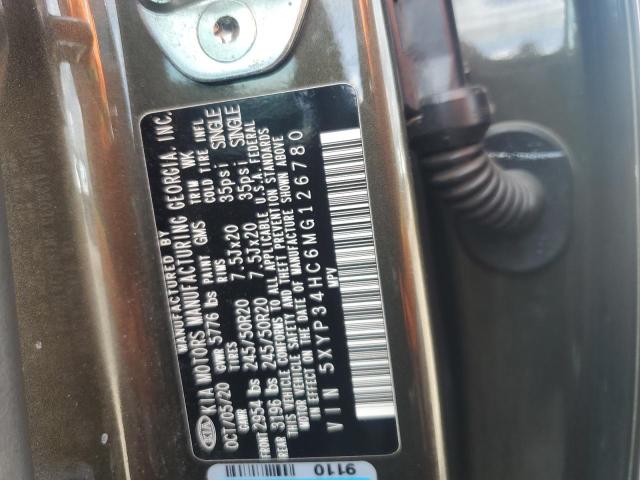 KIA
MANUFACTURED BY
KIA MOTORS MANUFACTURING GEORGIA, INC.
OCT/05/20 GVWR 5776 lbs PAINT GMS TRIM WK
GAWR TIRES RIMS COLD TIRE INFL
FRONT 2954 lbs 245/50R20 7.5Jx20 35psi SINGLE
REAR 3196 lbs 245/50R20 7.5Jx20 35psi SINGLE
THIS VEHICLE CONFORMS TO ALL APPLICABLE U.S.A. FEDERAL
MOTOR VEHICLE SAFETY AND THEFT PREVENTION STANDARDS
IN EFFECT ON THE DATE OF MANUFACTURE SHOWN ABOVE
VIN 5XYP34HC6MG126780
MPV
9110